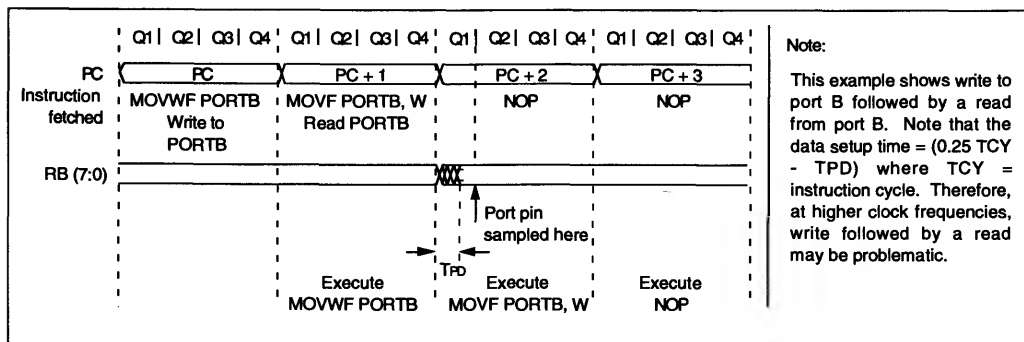 Q1| Q2| Q3| Q4 Q1| Q2| Q3| Q4 Q1| Q2| Q3| Q4 Q1| Q2| Q3| Q4
PC PC PC + 1 PC + 2 PC + 3
Instruction fetched
MOVWF PORTB
Write to
PORTB
MOVF PORTB, W
Read PORTB
NOP
NOP
RB (7:0)
Port pin
sampled here
TPD
Execute
MOVWF PORTB
Execute
MOVF PORTB, W
Execute
NOP
Note:
This example shows write to
port B followed by a read
from port B. Note that the
data setup time = (0.25 TCY
- TPD) where TCY =
instruction cycle. Therefore,
at higher clock frequencies,
write followed by a read
may be problematic.